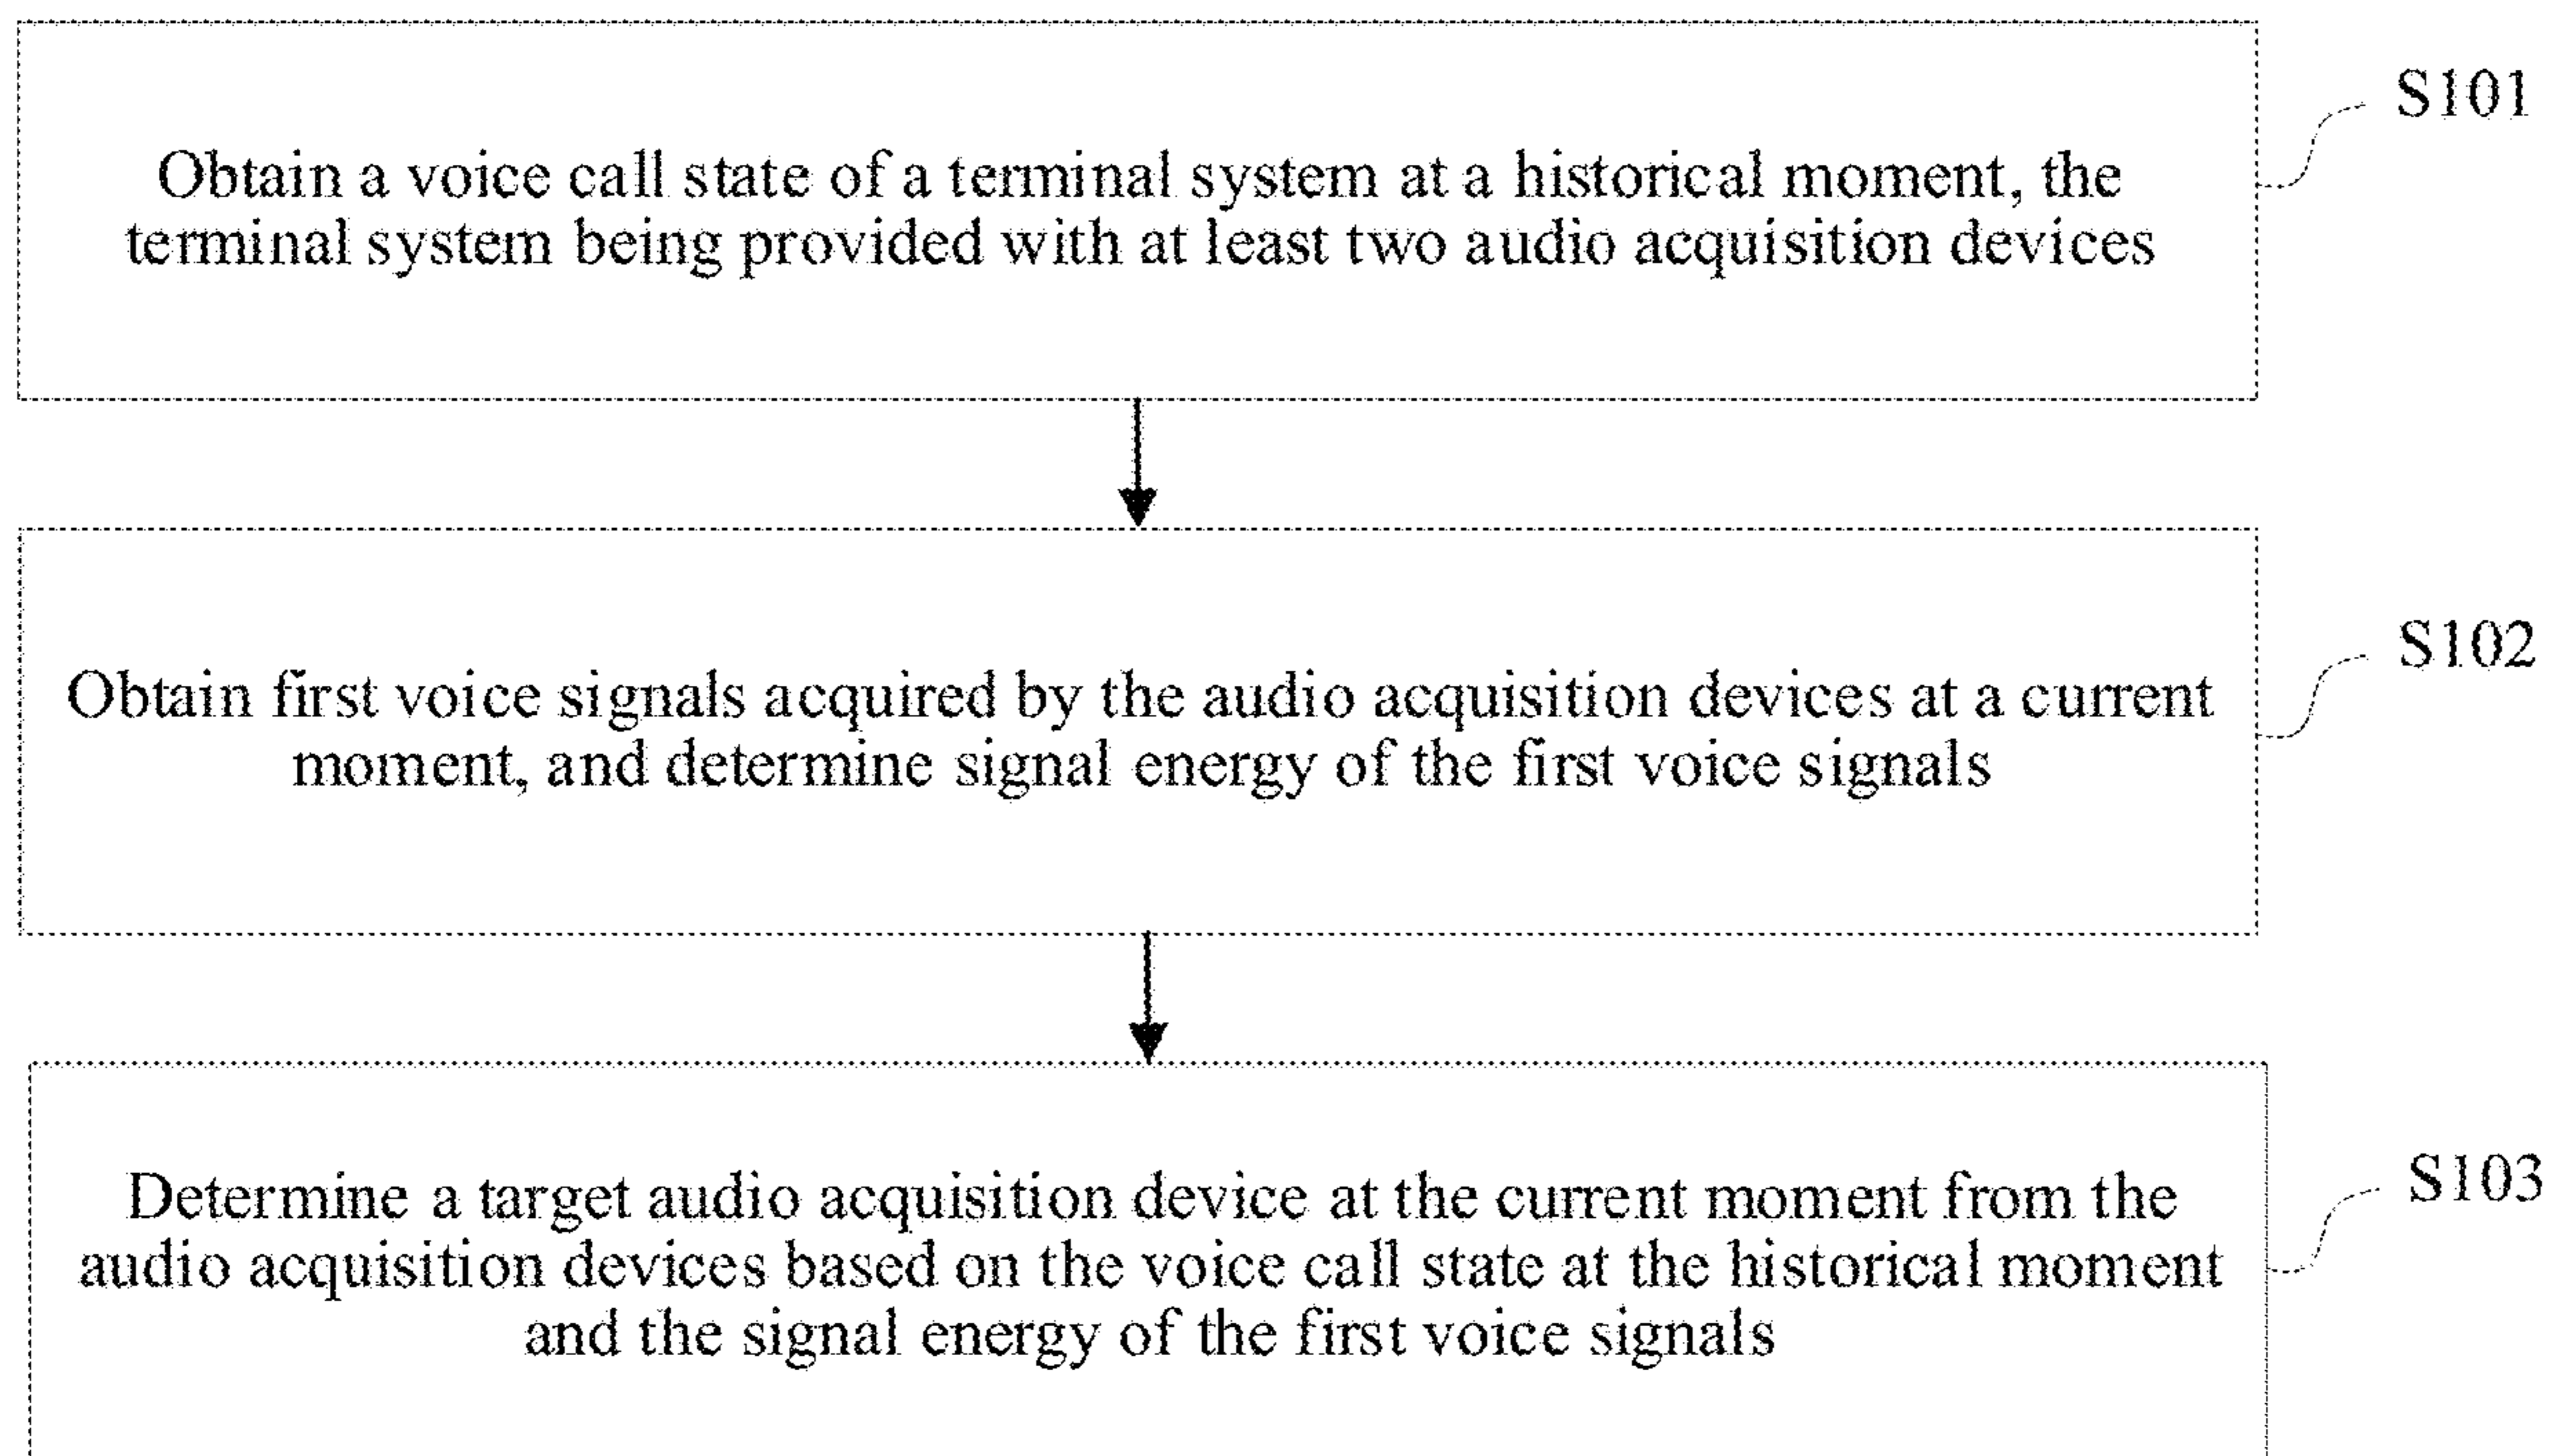 S101
Obtain a voice call state of a terminal system at a historical moment, the
terminal system being provided with at least two audio acquisition devices
S102
Obtain first voice signals acquired by the audio acquisition devices at a current
moment, and determine signal energy of the first voice signals
S103
Determine a target audio acquisition device at the current moment from the
audio acquisition devices based on the voice call state at the historical moment
and the signal energy of the first voice signals